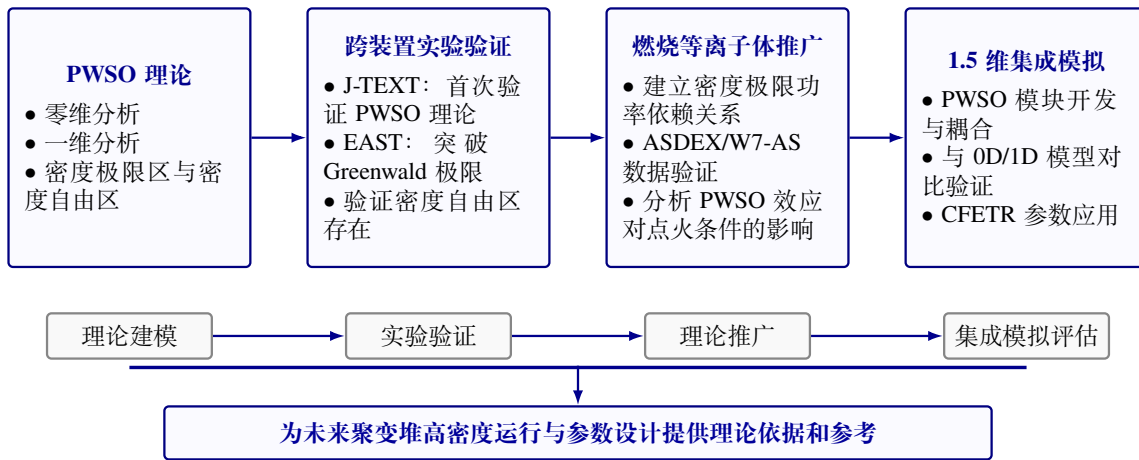 PWSO 理论
• 零维分析
• 一维分析
• 密度极限区与密
度自由区
跨装置实验验证
• J-TEXT：首次验
证 PWSO 理论
• EAST：突破
Greenwald 极限
• 验证密度自由区
存在
燃烧等离子体推广
• 建立密度极限功
率依赖关系
• ASDEX/W7-AS
数据验证
• 分析 PWSO 效应
对点火条件的影响
1.5 维集成模拟
• PWSO 模块开发
与耦合
• 与 0D/1D 模型对
比验证
• CFETR 参数应用
理论建模
实验验证
理论推广
集成模拟评估
为未来聚变堆高密度运行与参数设计提供理论依据和参考